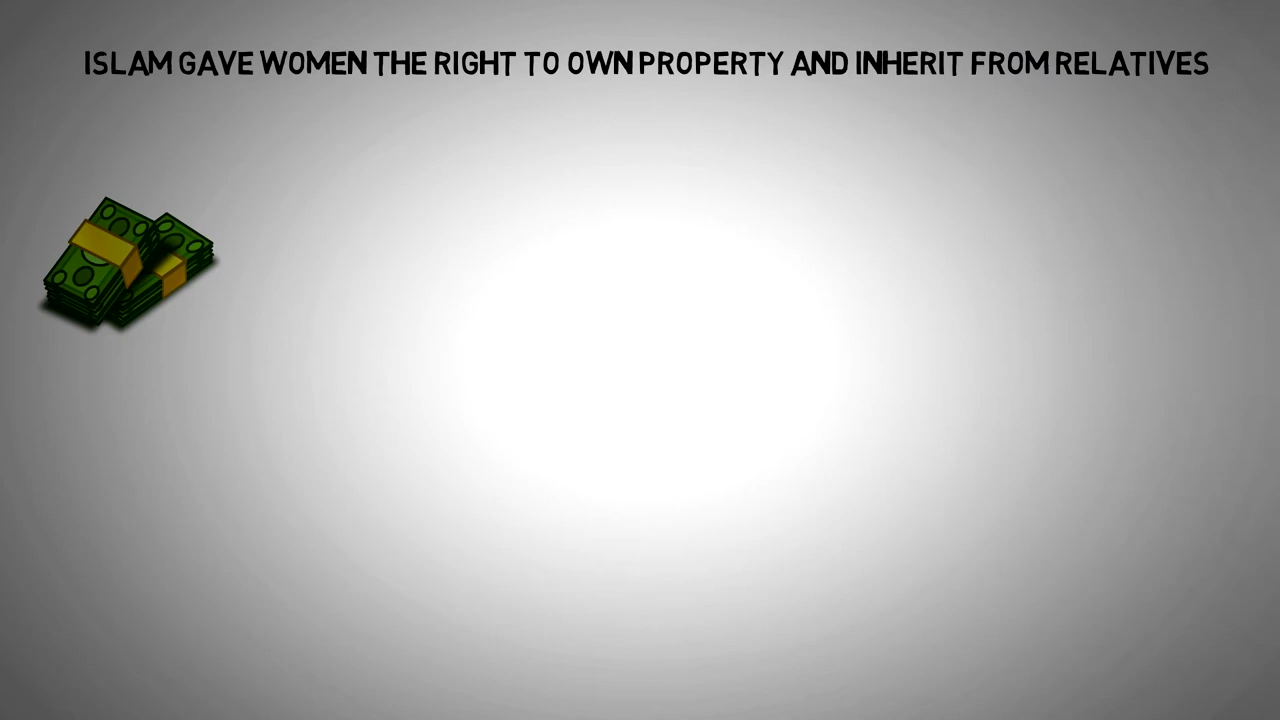 ISLAM GAVE WOMEN THE RIGHT TO OWN PROPERTY AND INHERIT FROM RELATIVES